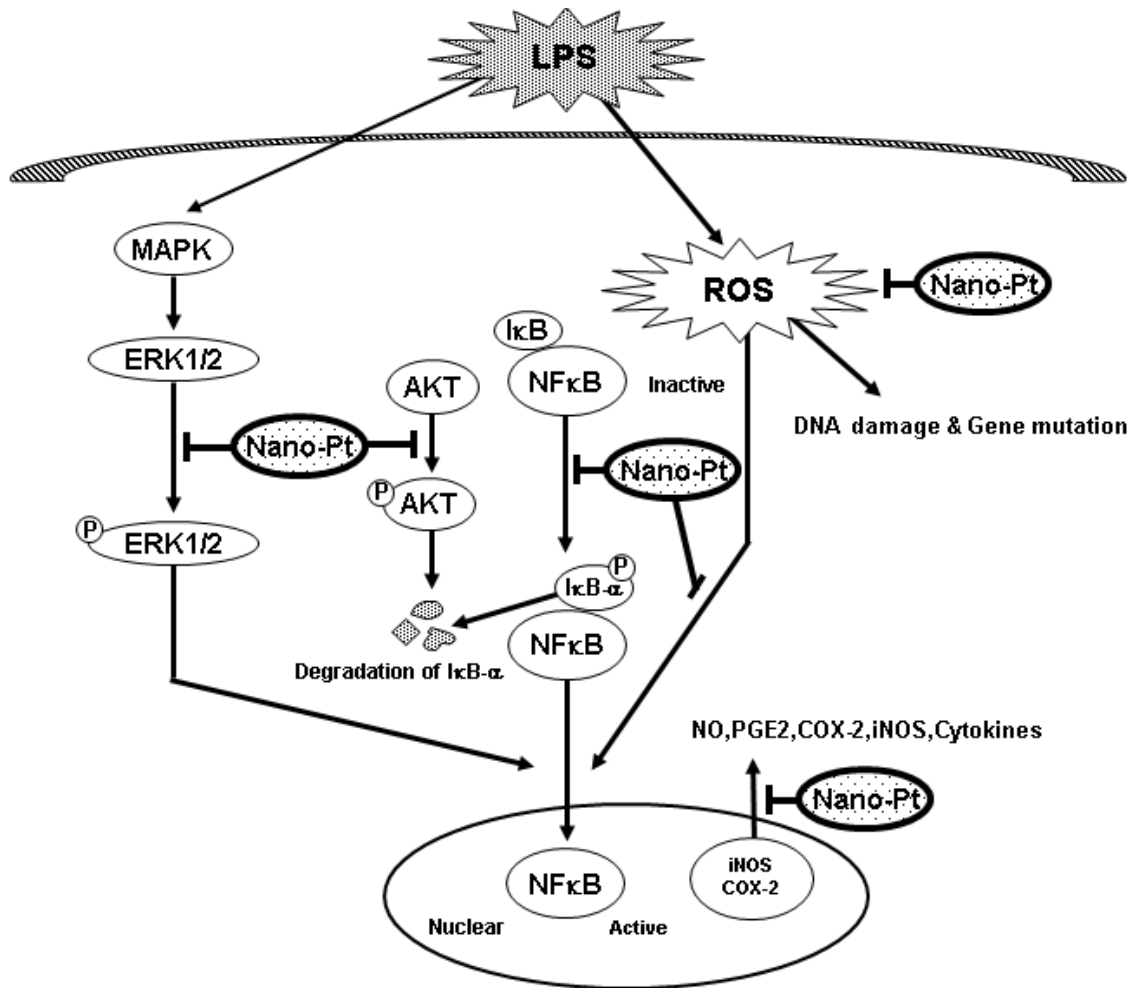 LPS
MAPK
ROS
Nano-Pt
IκB
ERK1/2
AKT
NFκB
Inactive
DNA damage & Gene mutation
Nano-Pt
Nano-Pt
P
AKT
P
ERK1/2
P
IκB-α
NFκB
Degradation of IκB-α
NO,PGE2,COX-2,iNOS,Cytokines
Nano-Pt
iNOS
COX-2
NFκB
Nuclear
Active